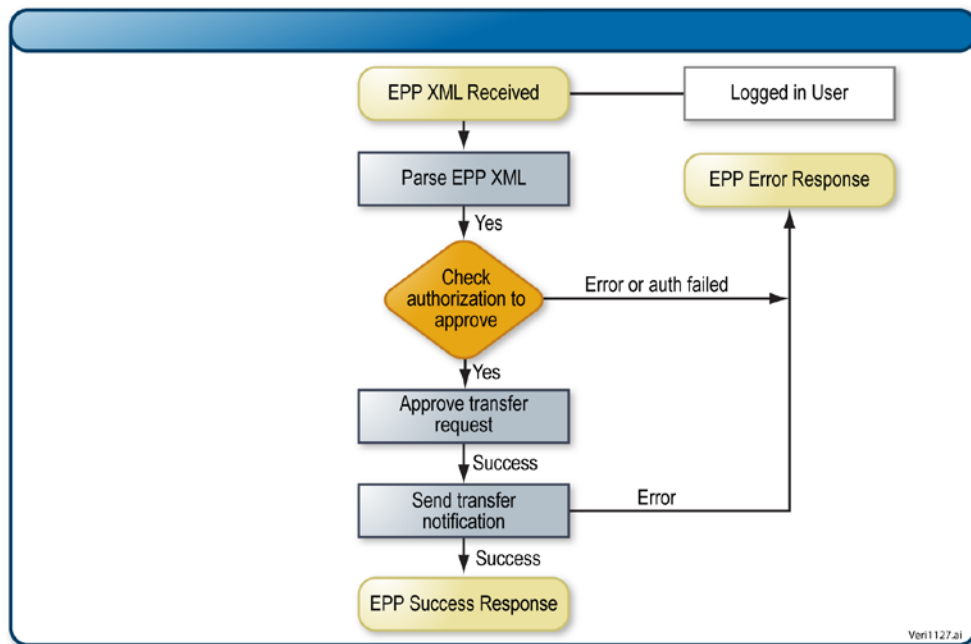 EPP XML Received
Logged in User
Parse EPP XML
EPP Error Response
Yes
Check
authorization to
approve
Error or auth failed
Yes
Approve transfer
request
Success
Send transfer
notification
Error
Success
EPP Success Response
Veri1127.ai